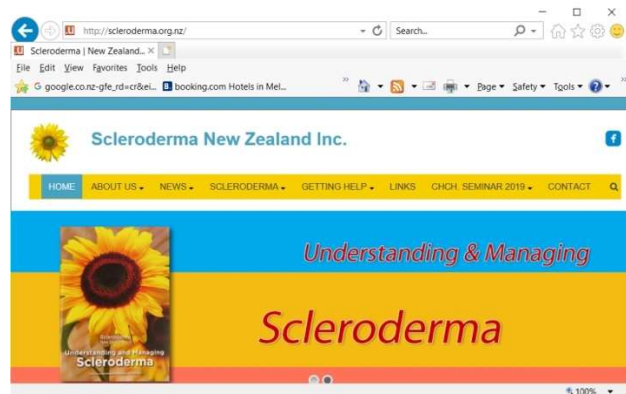 http://scleroderma.org.nz/
Search...
Scleroderma | New Zealand...
File Edit View Favorites Tools Help
google.co.nz-gfe_rd=cr&ei... booking.com Hotels in Mel... Page Safety Tools
Scleroderma New Zealand Inc.
HOME ABOUT US NEWS SCLERODERMA GETTING HELP LINKS CHCH. SEMINAR 2019 CONTACT
Understanding & Managing
Scleroderma
Understanding and Managing
Scleroderma
100%